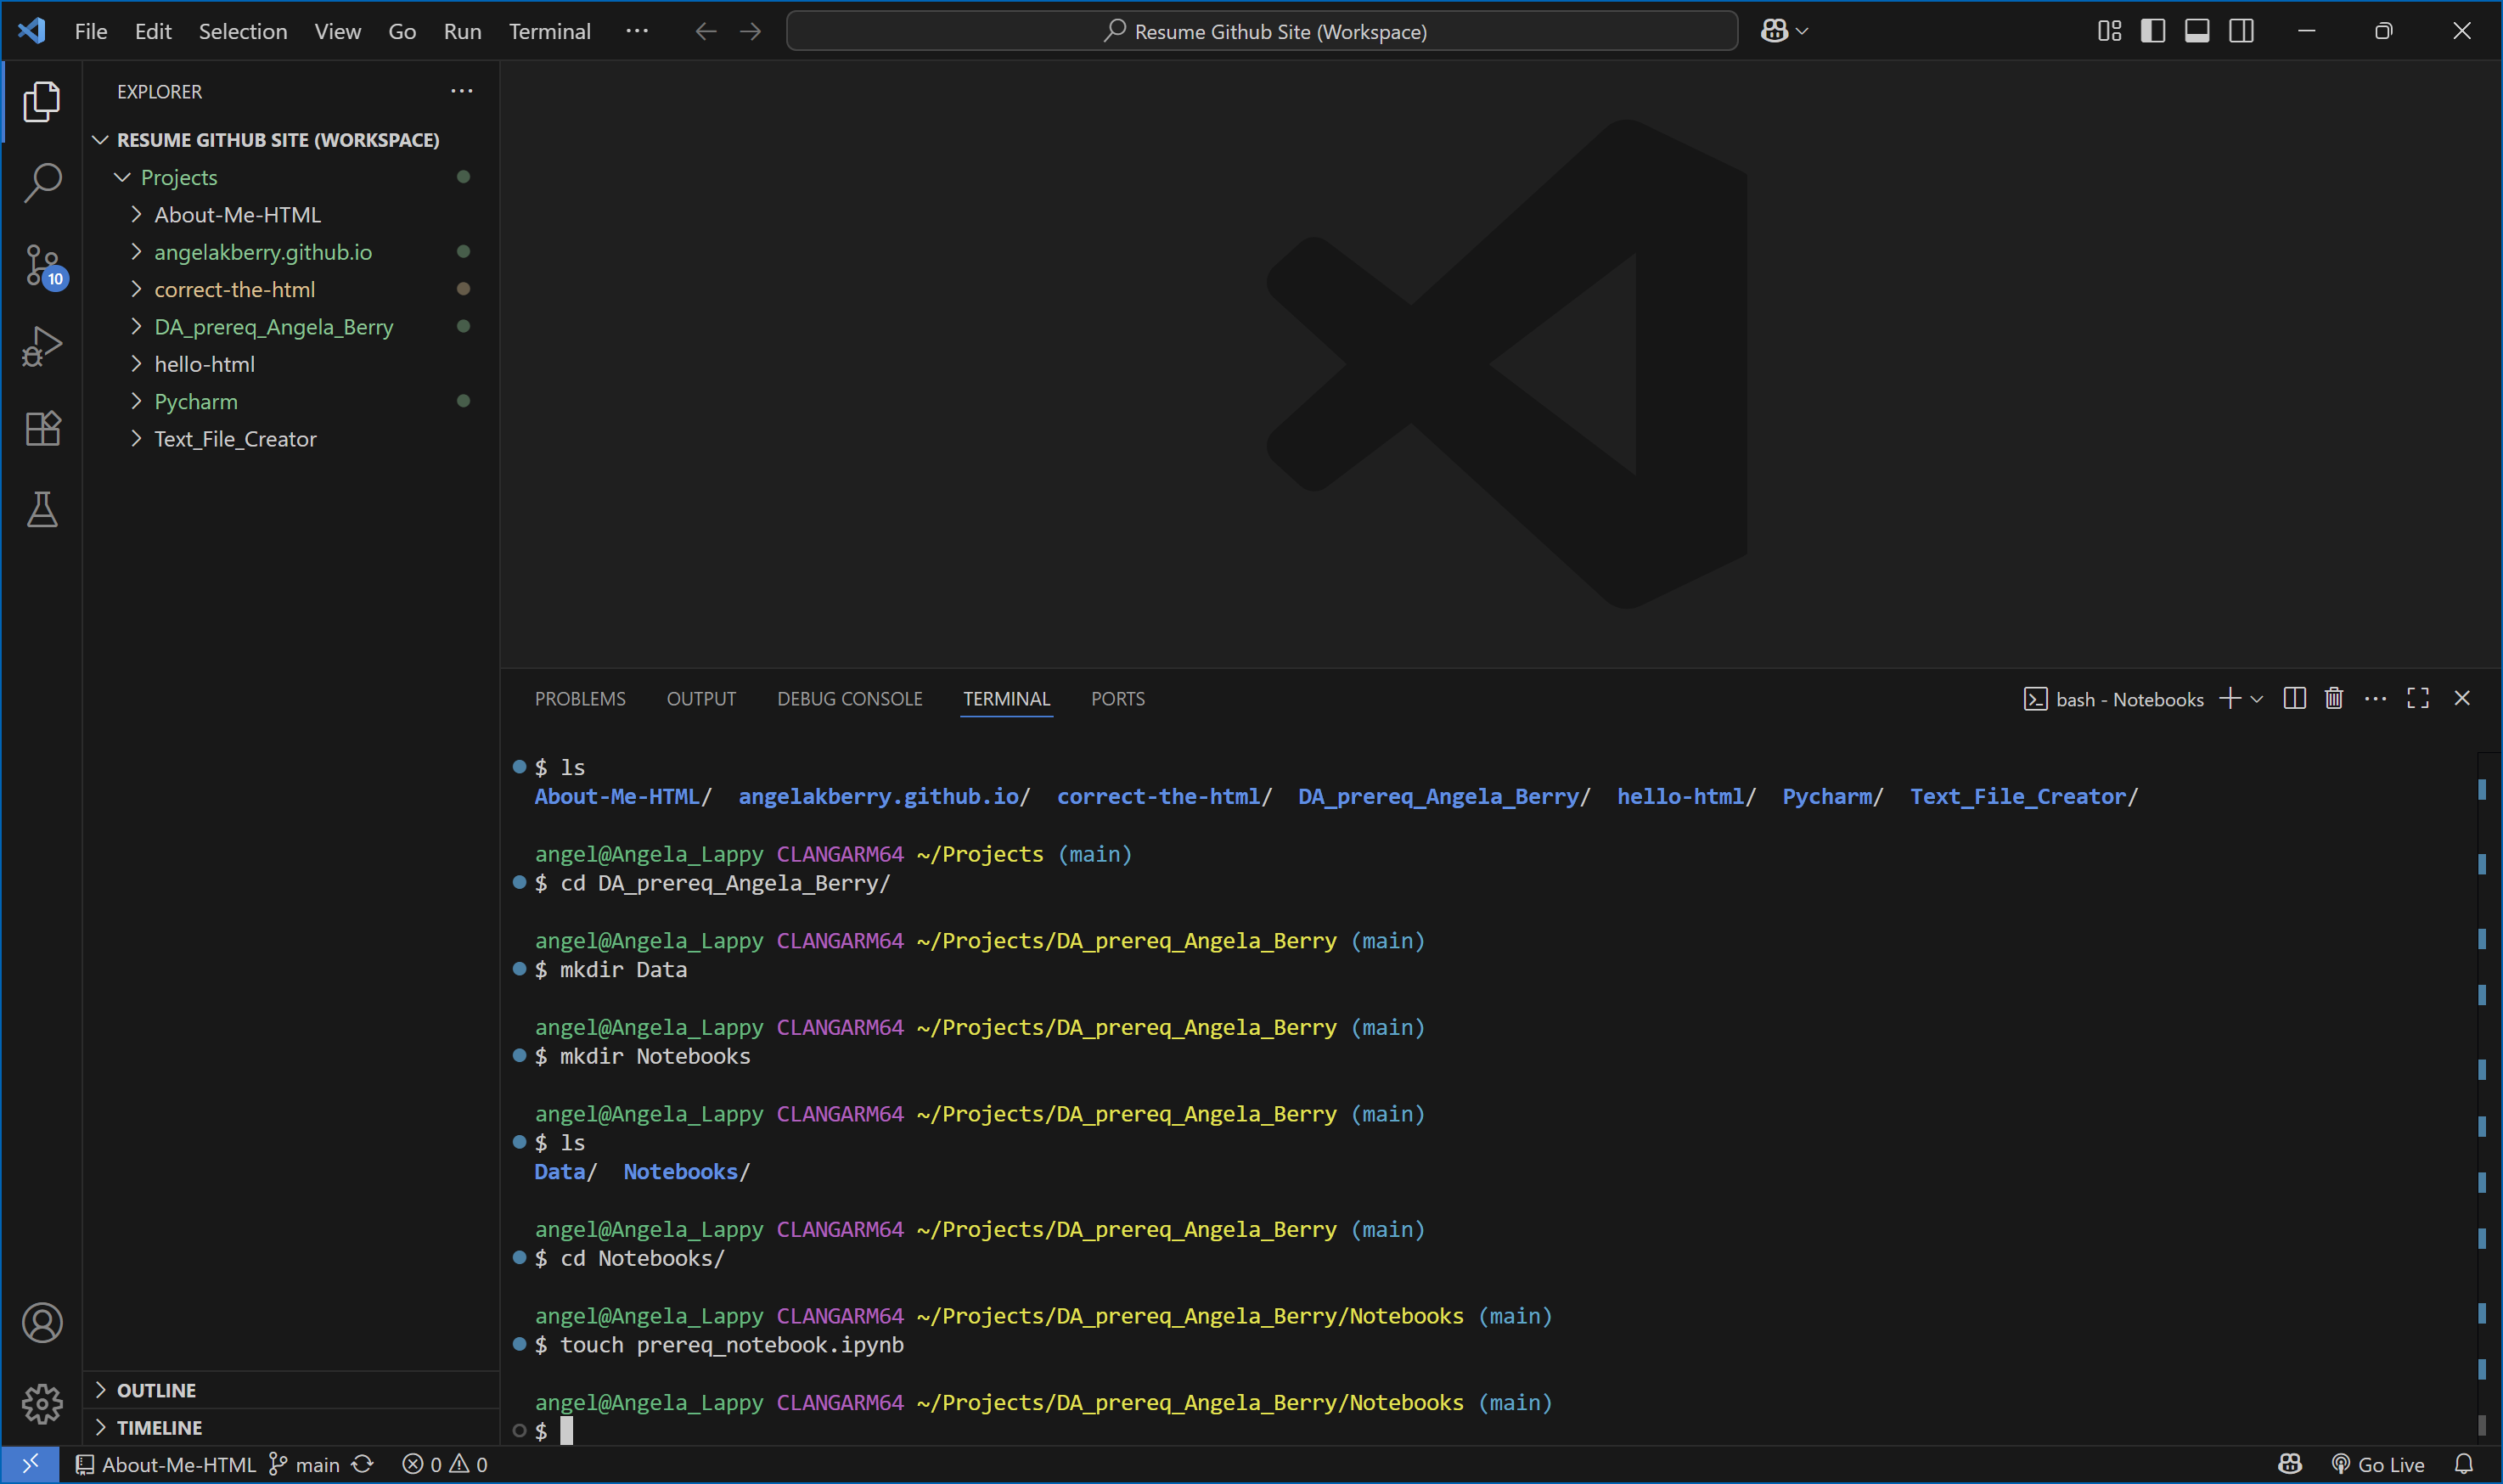 File Edit Selection View Go Run Terminal ··· Resume Github Site (Workspace)
EXPLORER ···
RESUME GITHUB SITE (WORKSPACE)
Projects
About-Me-HTML
angelakberry.github.io
correct-the-html
DA_prereq_Angela_Berry
hello-html
Pycharm
Text_File_Creator
10
OUTLINE
TIMELINE
PROBLEMS OUTPUT DEBUG CONSOLE TERMINAL PORTS bash - Notebooks
$ ls
About-Me-HTML/ angelakberry.github.io/ correct-the-html/ DA_prereq_Angela_Berry/ hello-html/ Pycharm/ Text_File_Creator/
angel@Angela_Lappy CLANGARM64 ~/Projects (main)
$ cd DA_prereq_Angela_Berry/
angel@Angela_Lappy CLANGARM64 ~/Projects/DA_prereq_Angela_Berry (main)
$ mkdir Data
angel@Angela_Lappy CLANGARM64 ~/Projects/DA_prereq_Angela_Berry (main)
$ mkdir Notebooks
angel@Angela_Lappy CLANGARM64 ~/Projects/DA_prereq_Angela_Berry (main)
$ ls
Data/ Notebooks/
angel@Angela_Lappy CLANGARM64 ~/Projects/DA_prereq_Angela_Berry (main)
$ cd Notebooks/
angel@Angela_Lappy CLANGARM64 ~/Projects/DA_prereq_Angela_Berry/Notebooks (main)
$ touch prereq_notebook.ipynb
angel@Angela_Lappy CLANGARM64 ~/Projects/DA_prereq_Angela_Berry/Notebooks (main)
$
About-Me-HTML main 0 0 Go Live